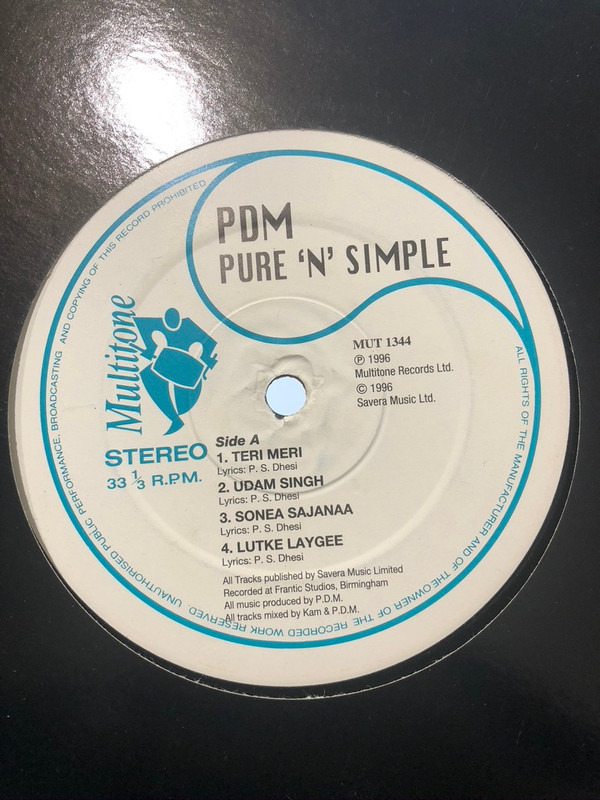 PDM
PURE 'N' SIMPLE
Multitone
MUT 1344
℗ 1996
Multitone Records Ltd.
© 1996
Savera Music Ltd.
STEREO
33 1/3 R.P.M.
Side A
1. TERI MERI
Lyrics: P. S. Dhesi
2. UDAM SINGH
Lyrics: P. S. Dhesi
3. SONEA SAJANAA
Lyrics: P. S. Dhesi
4. LUTKE LAYGEE
Lyrics: P. S. Dhesi
All Tracks published by Savera Music Limited
Recorded at Frantic Studios, Birmingham
All music produced by P.D.M.
All tracks mixed by Kam & P.D.M.
ALL RIGHTS OF THE MANUFACTURER AND OF THE OWNER OF THE RECORDED WORK RESERVED UNAUTHORISED PUBLIC PERFORMANCE, BROADCASTING AND COPYING OF THIS RECORD PROHIBITED